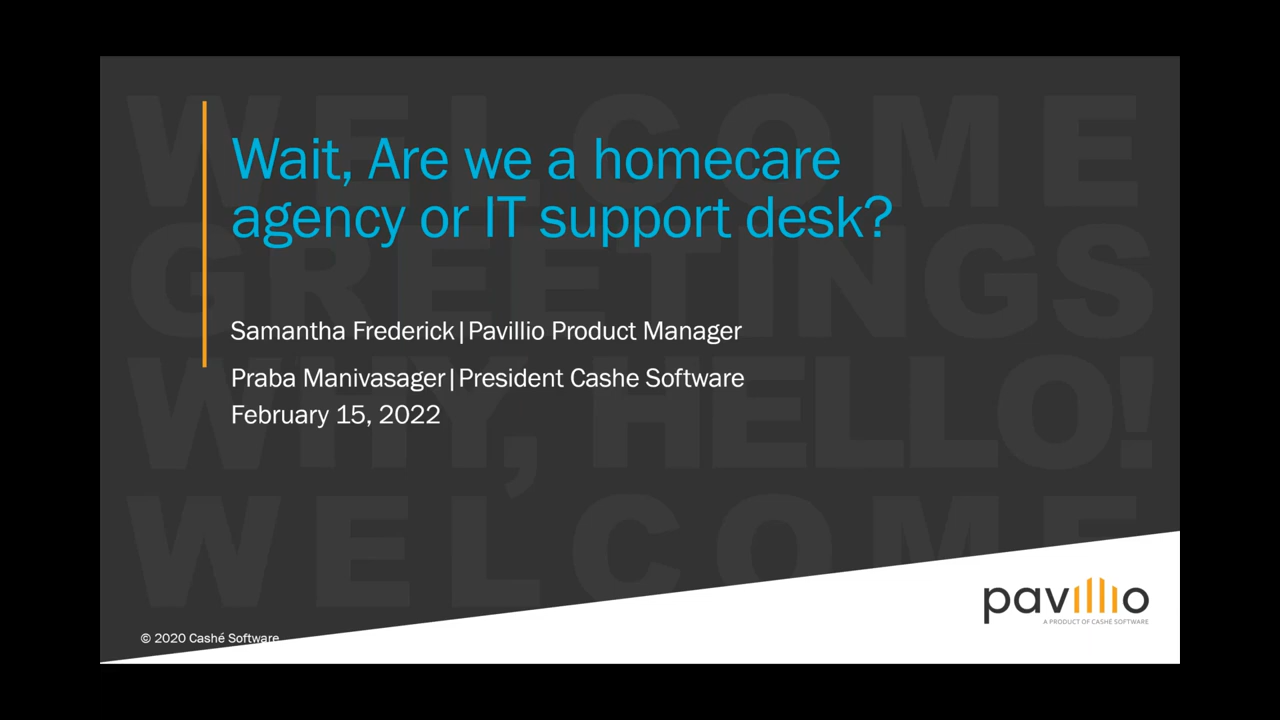 WELCOME
GREETINGS
WHY, HELLO!
WELCOME
Wait, Are we a homecare
agency or IT support desk?
Samantha Frederick|Pavillio Product Manager
Praba Manivasager|President Cashe Software
February 15, 2022
pavillio
A PRODUCT OF CASHÉ SOFTWARE
© 2020 Cashé Software